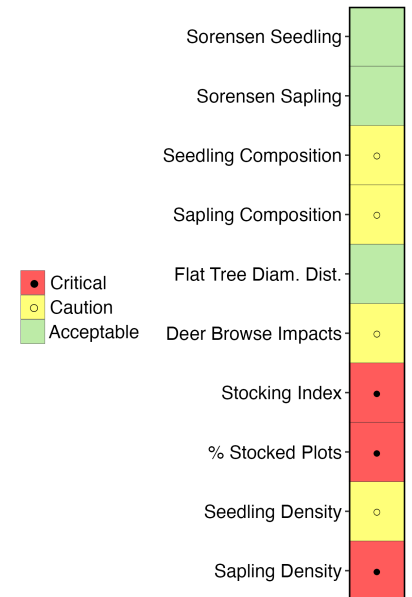 Sorensen Seedling
Sorensen Sapling
Seedling Composition
Sapling Composition
Flat Tree Diam. Dist.
Deer Browse Impacts
Stocking Index
% Stocked Plots
Seedling Density
Sapling Density
Critical
Caution
Acceptable